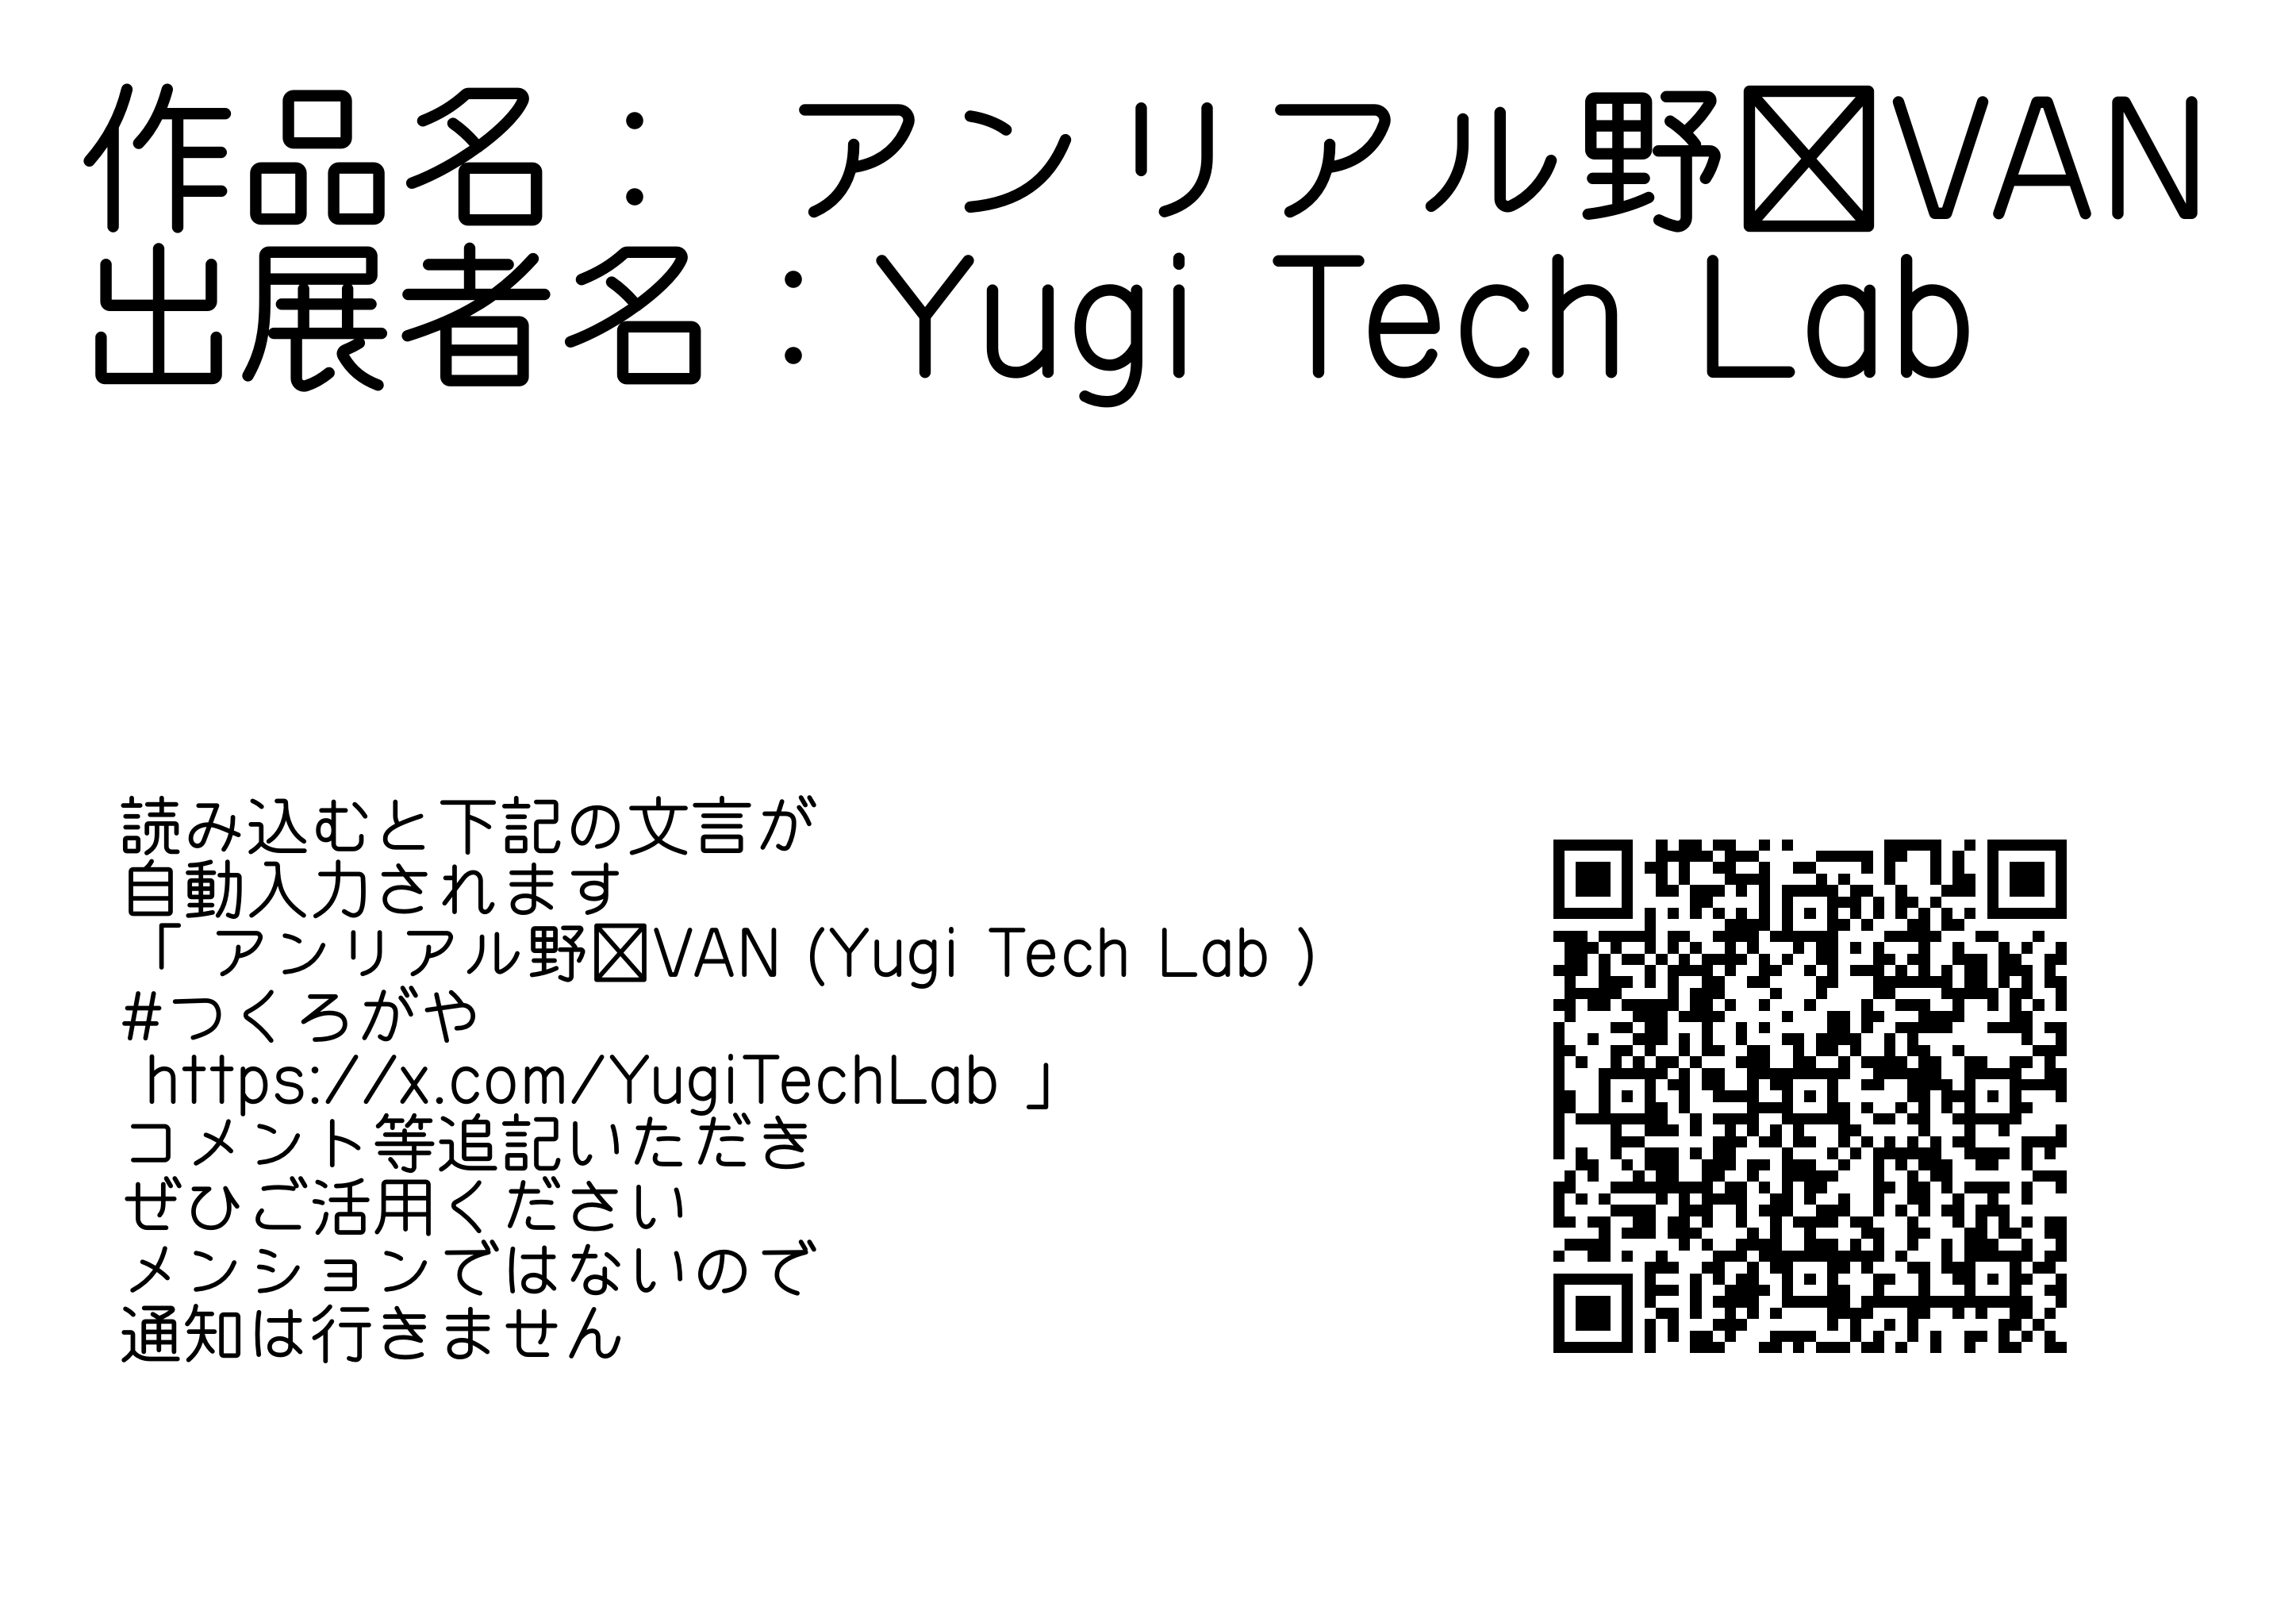 作品名：アンリアル野☒VAN
出展者名：Yugi Tech Lab
読み込むと下記の文言が
自動入力されます
「アンリアル野☒VAN (Yugi Tech Lab )
#つくろがや
https://x.com/YugiTechLab 」
コメント等追記いただき
ぜひご活用ください
メンションではないので
通知は行きません